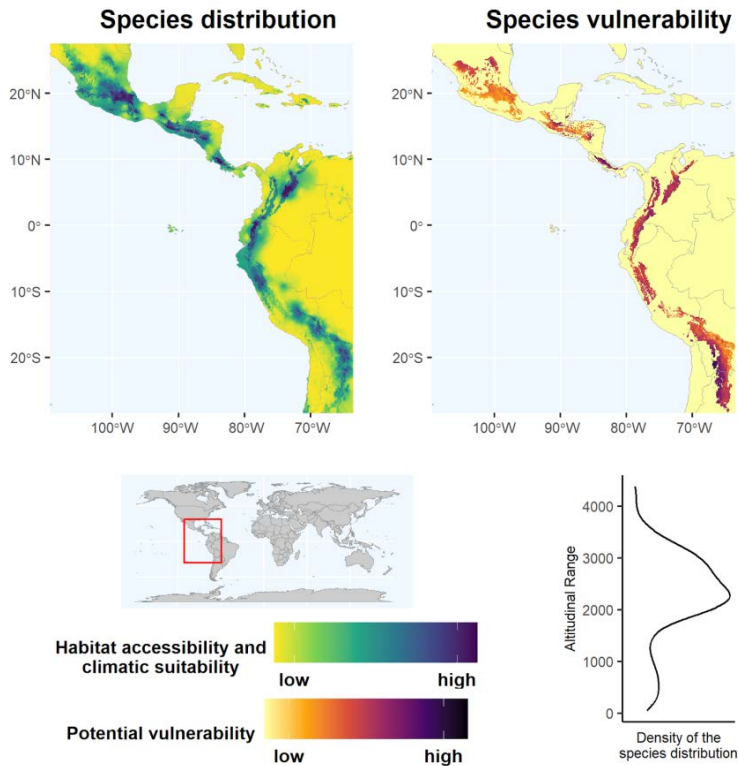 Species distribution
Species vulnerability
20°N
10°N
0°
10°S
20°S
100°W
90°W
80°W
70°W
20°N
10°N
0°
10°S
20°S
100°W
90°W
80°W
70°W
Habitat accessibility and
climatic suitability
low
high
Potential vulnerability
low
high
Altitudinal Range
4000
3000
2000
1000
0
Density of the
species distribution